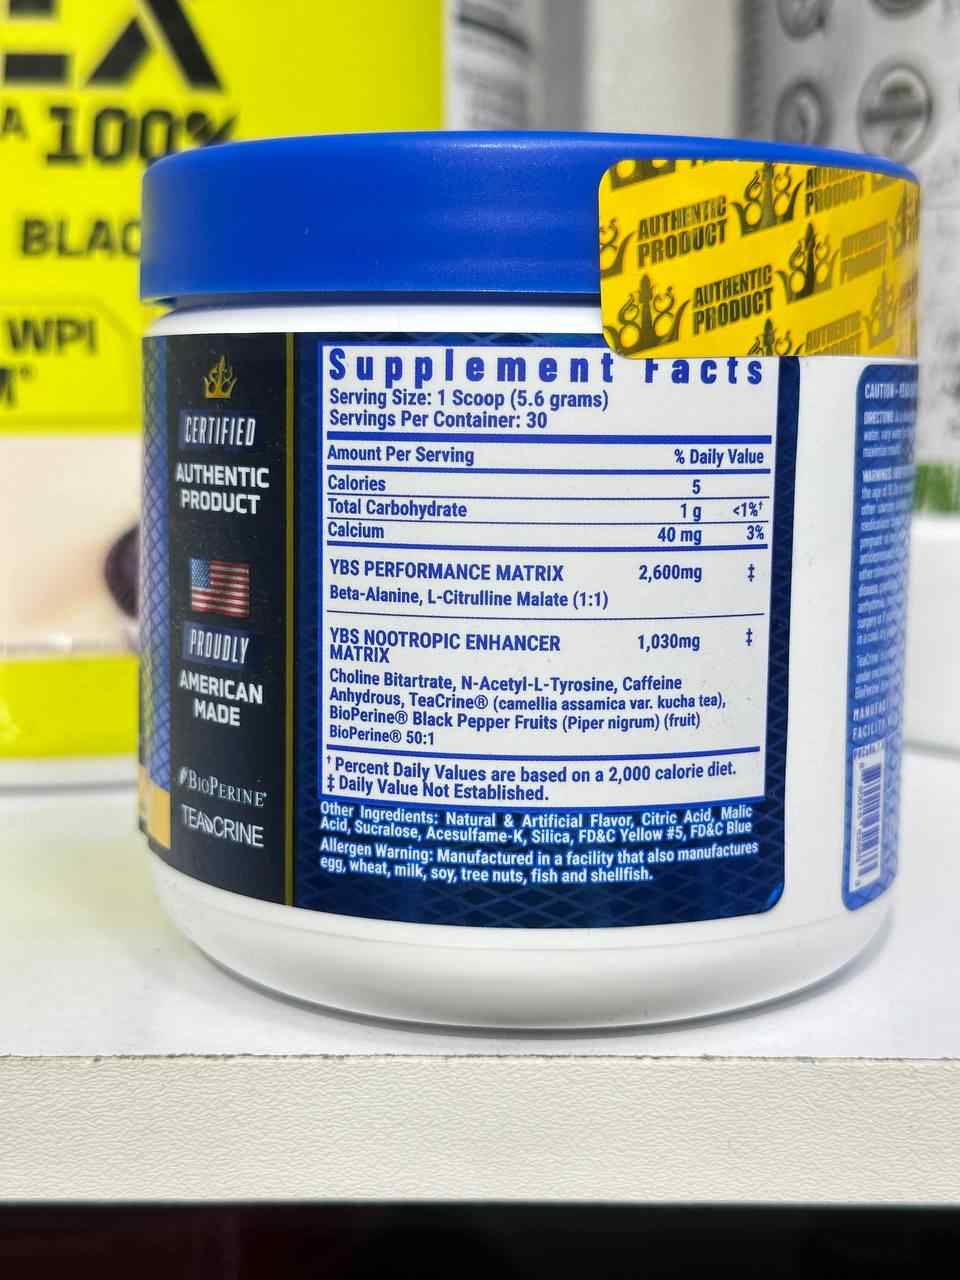 100%
WPI
AUTHENTIC
PRODUCT
AUTHENTIC
PRODUCT
AUTHENTIC
PRODUCT
CERTIFIED
AUTHENTIC
PRODUCT
PROUDLY
AMERICAN
MADE
BIOPERINE®
TEACRINE
Supplement Facts
Serving Size: 1 Scoop (5.6 grams)
Servings Per Container: 30
Amount Per Serving % Daily Value
Calories 5
Total Carbohydrate 1 g <1%†
Calcium 40 mg 3%
YBS PERFORMANCE MATRIX 2,600mg ‡
Beta-Alanine, L-Citrulline Malate (1:1)
YBS NOOTROPIC ENHANCER 1,030mg ‡
MATRIX
Choline Bitartrate, N-Acetyl-L-Tyrosine, Caffeine
Anhydrous, TeaCrine® (camellia assamica var. kucha tea),
BioPerine® Black Pepper Fruits (Piper nigrum) (fruit)
BioPerine® 50:1
† Percent Daily Values are based on a 2,000 calorie diet.
‡ Daily Value Not Established.
Other Ingredients: Natural & Artificial Flavor, Citric Acid, Malic
Acid, Sucralose, Acesulfame-K, Silica, FD&C Yellow #5, FD&C Blue
Allergen Warning: Manufactured in a facility that also manufactures
egg, wheat, milk, soy, tree nuts, fish and shellfish.
CAUTION -
DIRECTIONS:
WARNINGS: